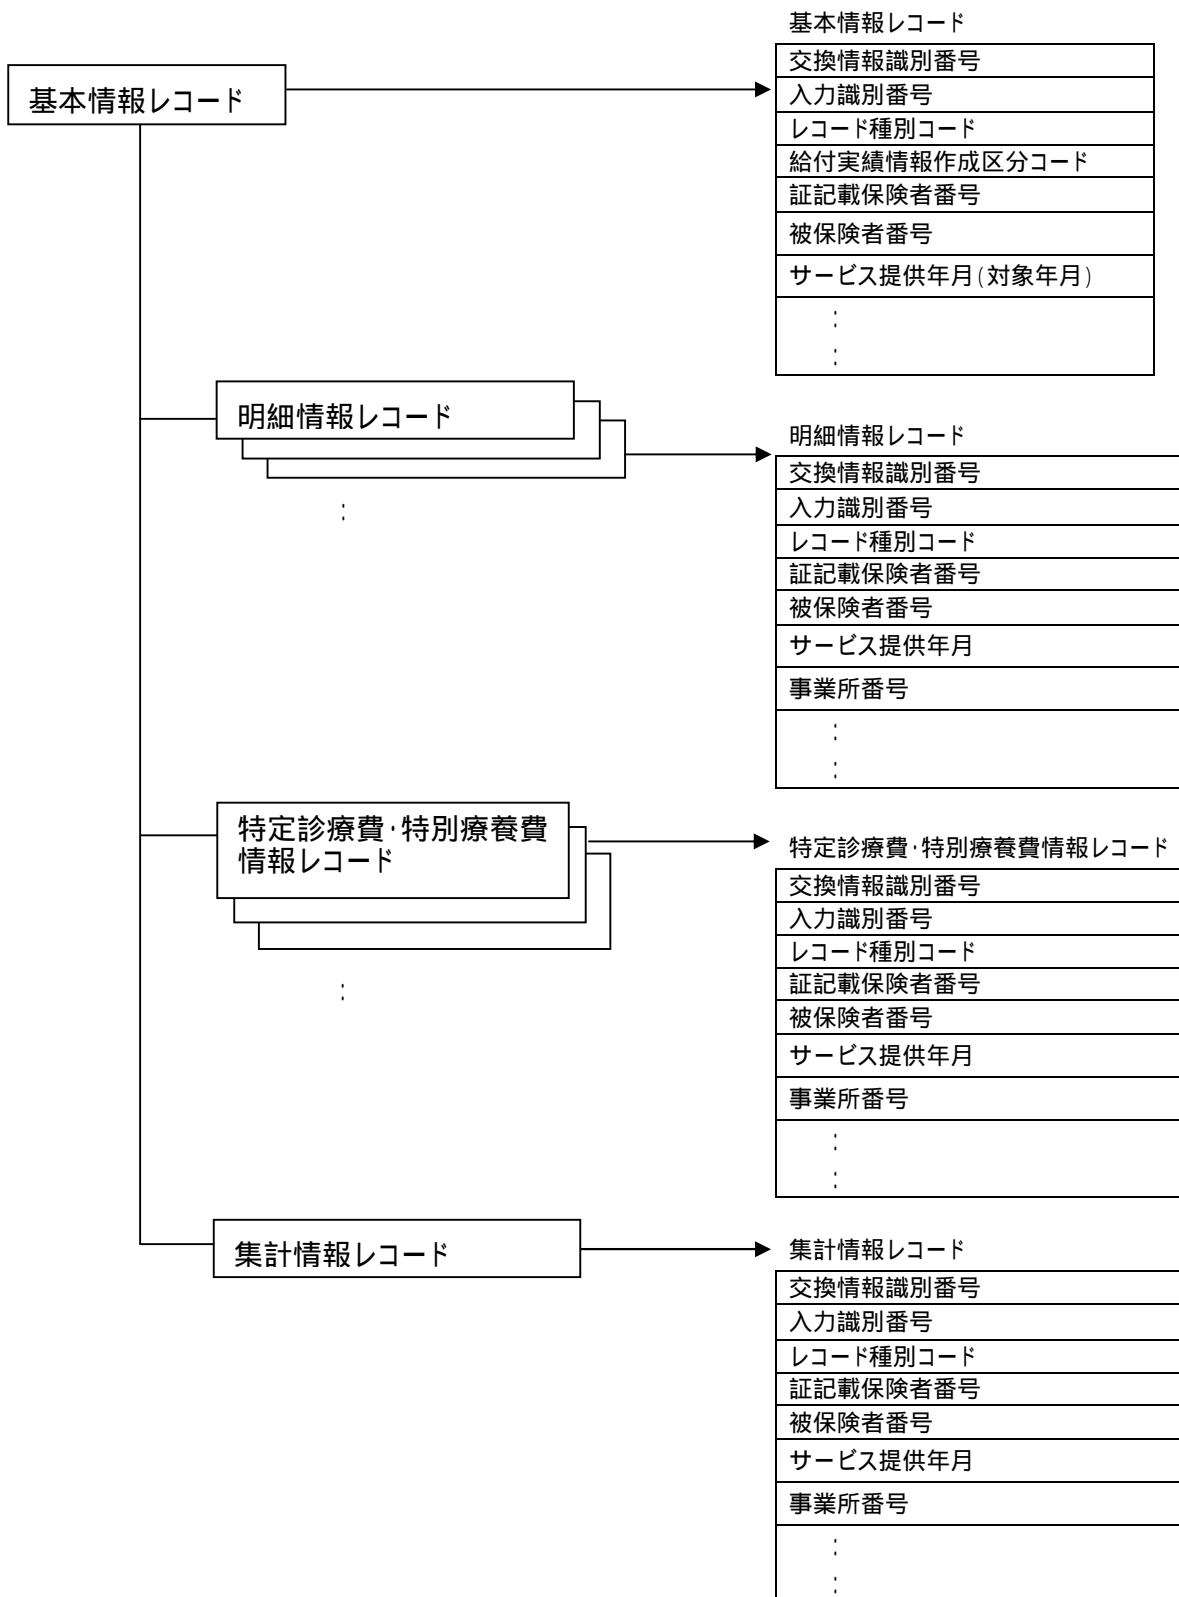 基本情報レコード
基本情報レコード
交換情報識別番号
入力識別番号
レコード種別コード
給付実績情報作成区分コード
証記載保険者番号
被保険者番号
サービス提供年月(対象年月)
:
:
明細情報レコード
:
明細情報レコード
交換情報識別番号
入力識別番号
レコード種別コード
証記載保険者番号
被保険者番号
サービス提供年月
事業所番号
:
:
特定診療費・特別療養費
情報レコード
:
特定診療費・特別療養費情報レコード
交換情報識別番号
入力識別番号
レコード種別コード
証記載保険者番号
被保険者番号
サービス提供年月
事業所番号
:
:
集計情報レコード
集計情報レコード
交換情報識別番号
入力識別番号
レコード種別コード
証記載保険者番号
被保険者番号
サービス提供年月
事業所番号
:
: